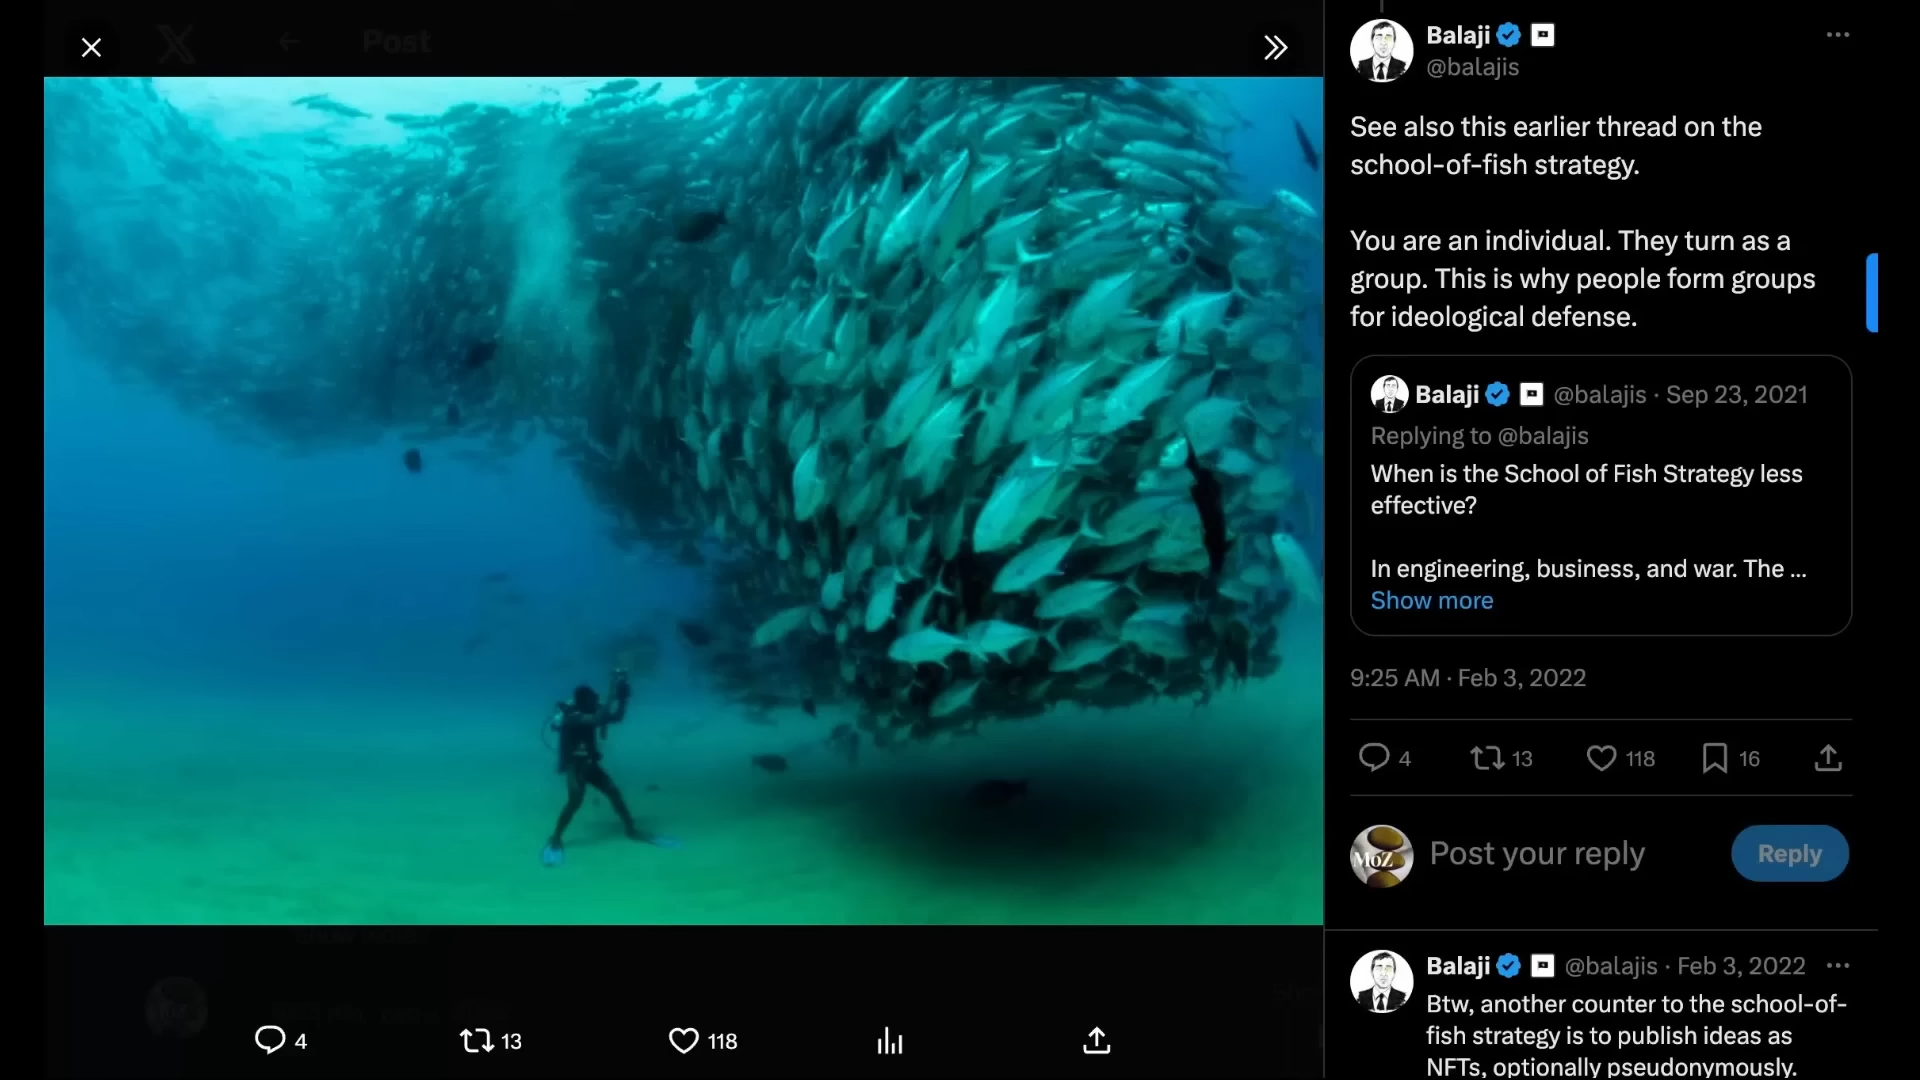 Post
Balaji
@balajis
See also this earlier thread on the
school-of-fish strategy.
You are an individual. They turn as a
group. This is why people form groups
for ideological defense.
Balaji @balajis · Sep 23, 2021
Replying to @balajis
When is the School of Fish Strategy less
effective?
In engineering, business, and war. The ...
Show more
9:25 AM · Feb 3, 2022
4 13 118 16
MoZ
Post your reply
Reply
Balaji @balajis · Feb 3, 2022
Btw, another counter to the school-of-
fish strategy is to publish ideas as
NFTs, optionally pseudonymously.
4 13 118